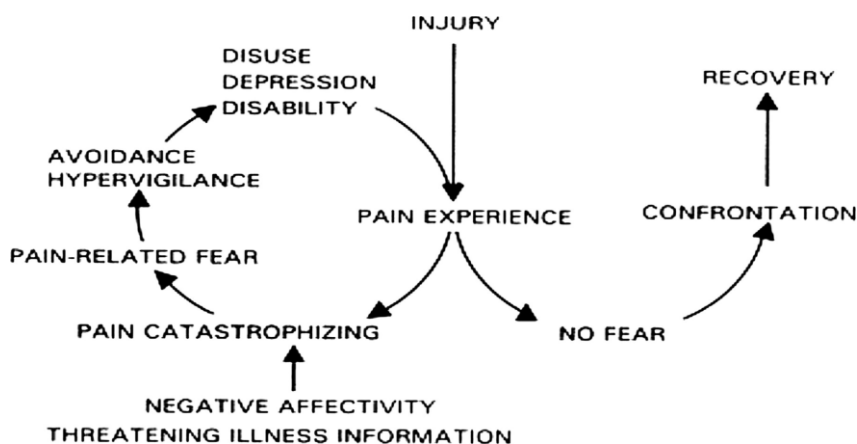 INJURY
DISUSE
DEPRESSION
DISABILITY
RECOVERY
AVOIDANCE
HYPERVIGILANCE
PAIN EXPERIENCE
CONFRONTATION
PAIN-RELATED FEAR
PAIN CATASTROPHIZING
NO FEAR
NEGATIVE AFFECTIVITY
THREATENING ILLNESS INFORMATION